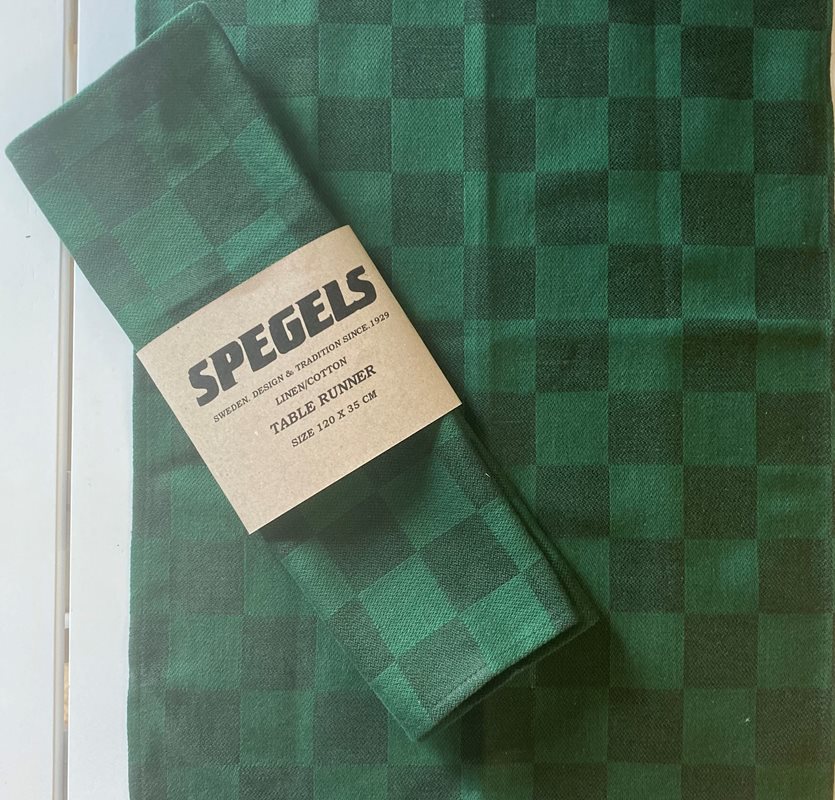 SPEGELS
SWEDEN. DESIGN & TRADITION SINCE.1929
LINEN/COTTON
TABLE RUNNER
SIZE 120 X 35 CM